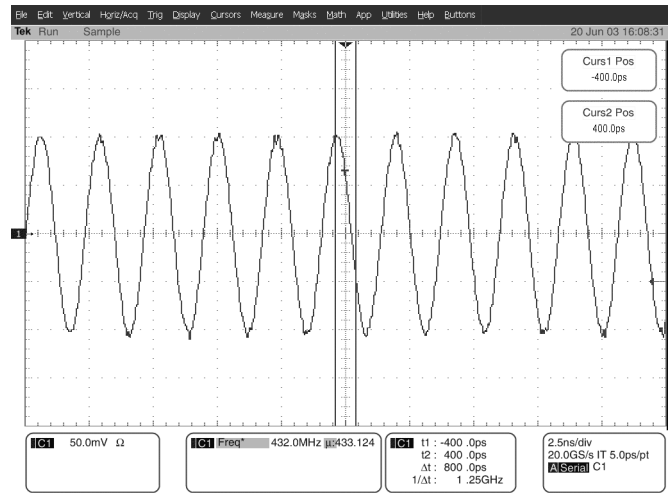 File Edit Vertical Horiz/Acq Trig Display Cursors Measure Masks Math App Utilities Help Buttons
Tek Run Sample 20 Jun 03 16:08:31
Curs1 Pos
-400.0ps
Curs2 Pos
400.0ps
1
C1 50.0mV Ω
C1 Freq* 432.0MHz µ:433.124
C1 t1 : -400 .0ps
t2 : 400 .0ps
Δt : 800 .0ps
1/Δt : 1 .25GHz
2.5ns/div
20.0GS/s IT 5.0ps/pt
A Serial C1